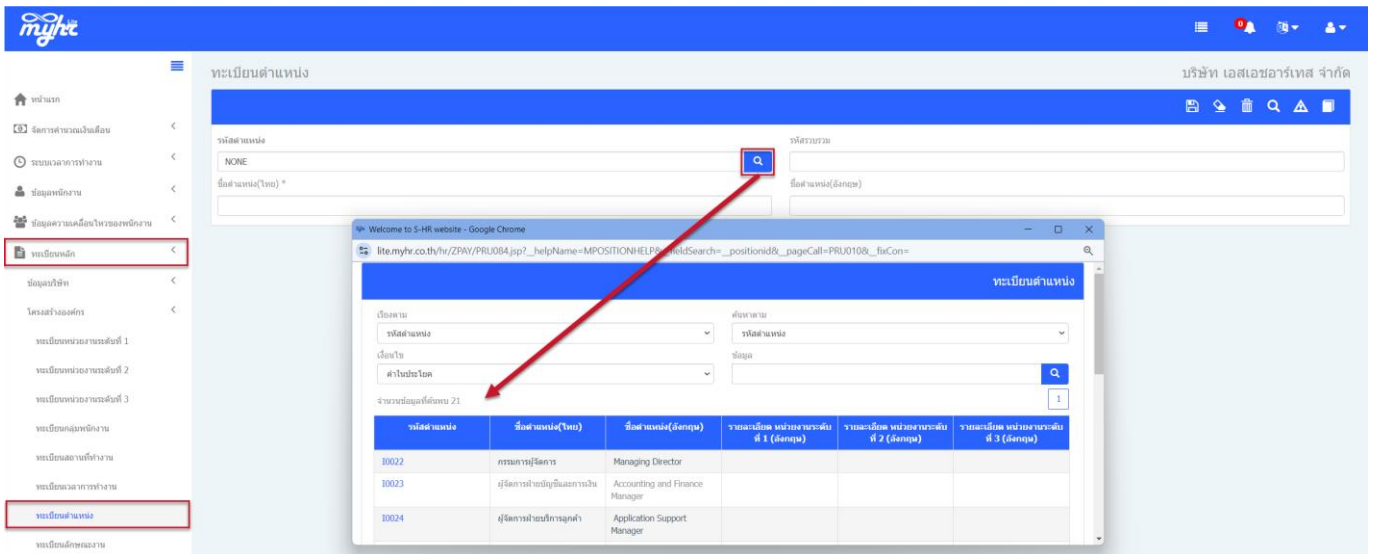 myhr Lite
0
ทะเบียนตำแหน่ง
บริษัท เอสเอชอาร์เทส จำกัด
หน้าแรก
จัดการคำนวณเงินเดือน
ระบบเวลาการทำงาน
ข้อมูลพนักงาน
ข้อมูลความเคลื่อนไหวของพนักงาน
ทะเบียนหลัก
ข้อมูลบริษัท
โครงสร้างองค์กร
ทะเบียนหน่วยงานระดับที่ 1
ทะเบียนหน่วยงานระดับที่ 2
ทะเบียนหน่วยงานระดับที่ 3
ทะเบียนกลุ่มพนักงาน
ทะเบียนสถานที่ทำงาน
ทะเบียนเวลาการทำงาน
ทะเบียนตำแหน่ง
ทะเบียนลักษณะงาน
รหัสตำแหน่ง
รหัสรวบรวม
NONE
ชื่อตำแหน่ง(ไทย) *
ชื่อตำแหน่ง(อังกฤษ)
Welcome to S-HR website - Google Chrome
lite.myhr.co.th/hr/ZPAY/PRU084.jsp?_helpName=MPOSITIONHELP&_fieldSearch=__positionid&_pageCall=PRU010&_fixCon=
ทะเบียนตำแหน่ง
เรียงตาม
ค้นหาตาม
รหัสตำแหน่ง
รหัสตำแหน่ง
เงื่อนไข
ข้อมูล
คำในประโยค
จำนวนข้อมูลที่ค้นพบ 21
1
รหัสตำแหน่ง ชื่อตำแหน่ง(ไทย) ชื่อตำแหน่ง(อังกฤษ) รายละเอียด หน่วยงานระดับ รายละเอียด หน่วยงานระดับ รายละเอียด หน่วยงานระดับ
ที่ 1 (อังกฤษ) ที่ 2 (อังกฤษ) ที่ 3 (อังกฤษ)
I0022 กรรมการผู้จัดการ Managing Director
I0023 ผู้จัดการฝ่ายบัญชีและการเงิน Accounting and Finance
Manager
I0024 ผู้จัดการฝ่ายบริการลูกค้า Application Support
Manager